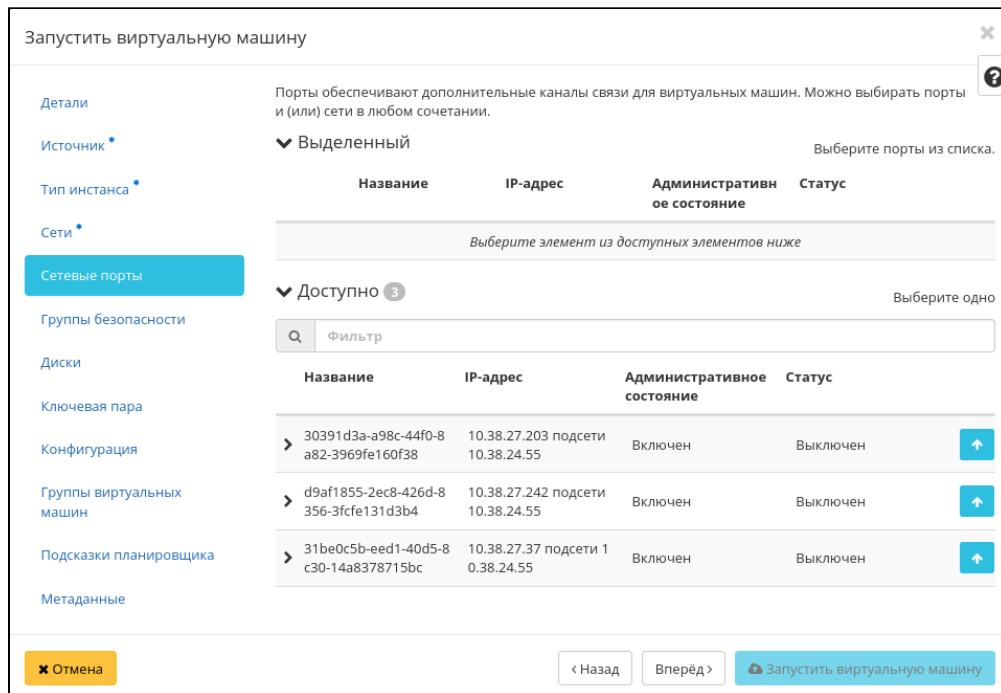 Запустить виртуальную машину
Детали
Источник *
Тип инстанса *
Сети *
Сетевые порты
Группы безопасности
Диски
Ключевая пара
Конфигурация
Группы виртуальных
машин
Подсказки планировщика
Метаданные
Порты обеспечивают дополнительные каналы связи для виртуальных машин. Можно выбирать порты
и (или) сети в любом сочетании.
Выделенный
Выберите порты из списка.
Название IP-адрес Административн Статус
ое состояние
Выберите элемент из доступных элементов ниже
Доступно 3
Выберите одно
Фильтр
Название IP-адрес Административное Статус
состояние
30391d3a-a98c-44f0-8 10.38.27.203 подсети Включен Выключен
a82-3969fe160f38 10.38.24.55
d9af1855-2ec8-426d-8 10.38.27.242 подсети Включен Выключен
356-3fcfe131d3b4 10.38.24.55
31be0c5b-eed1-40d5-8 10.38.27.37 подсети 1 Включен Выключен
c30-14a8378715bc 0.38.24.55
Отмена
Назад
Вперёд
Запустить виртуальную машину